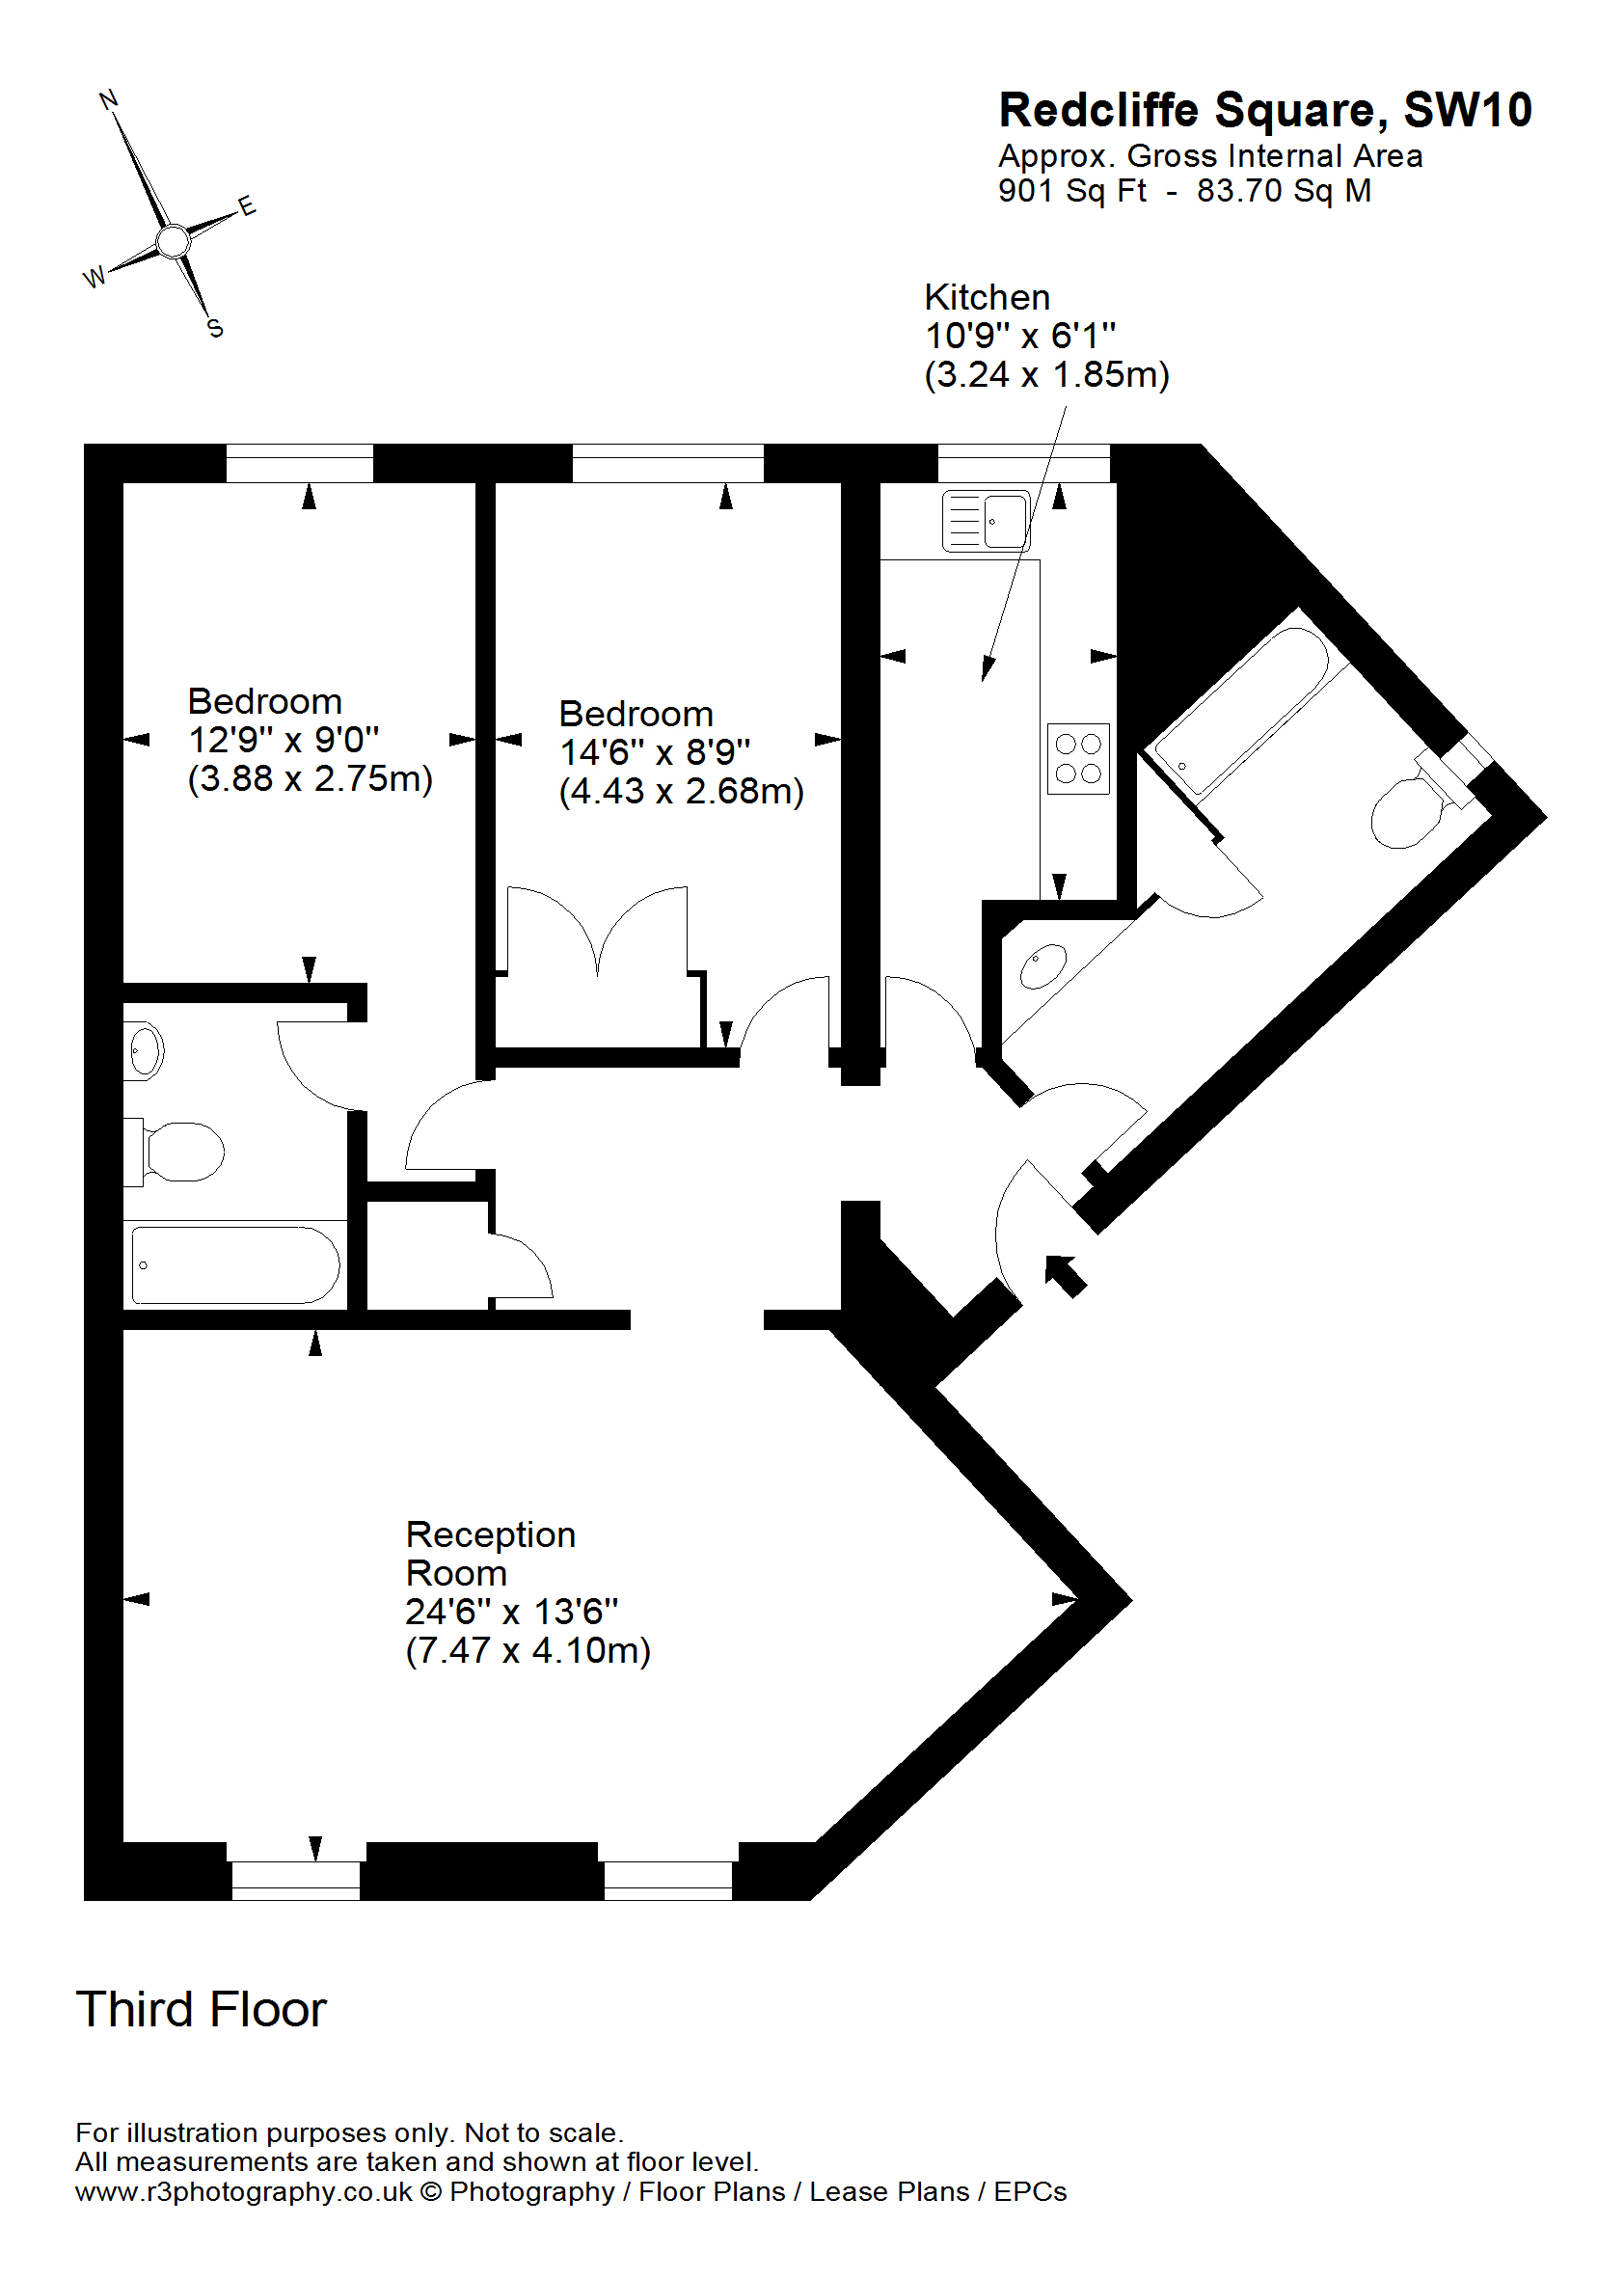 N
E
W
S
Redcliffe Square, SW10
Approx. Gross Internal Area
901 Sq Ft  -  83.70 Sq M
Kitchen
10'9" x 6'1"
(3.24 x 1.85m)
Bedroom
12'9" x 9'0"
(3.88 x 2.75m)
Bedroom
14'6" x 8'9"
(4.43 x 2.68m)
Reception
Room
24'6" x 13'6"
(7.47 x 4.10m)
Third Floor
For illustration purposes only. Not to scale.
All measurements are taken and shown at floor level.
www.r3photography.co.uk © Photography / Floor Plans / Lease Plans / EPCs